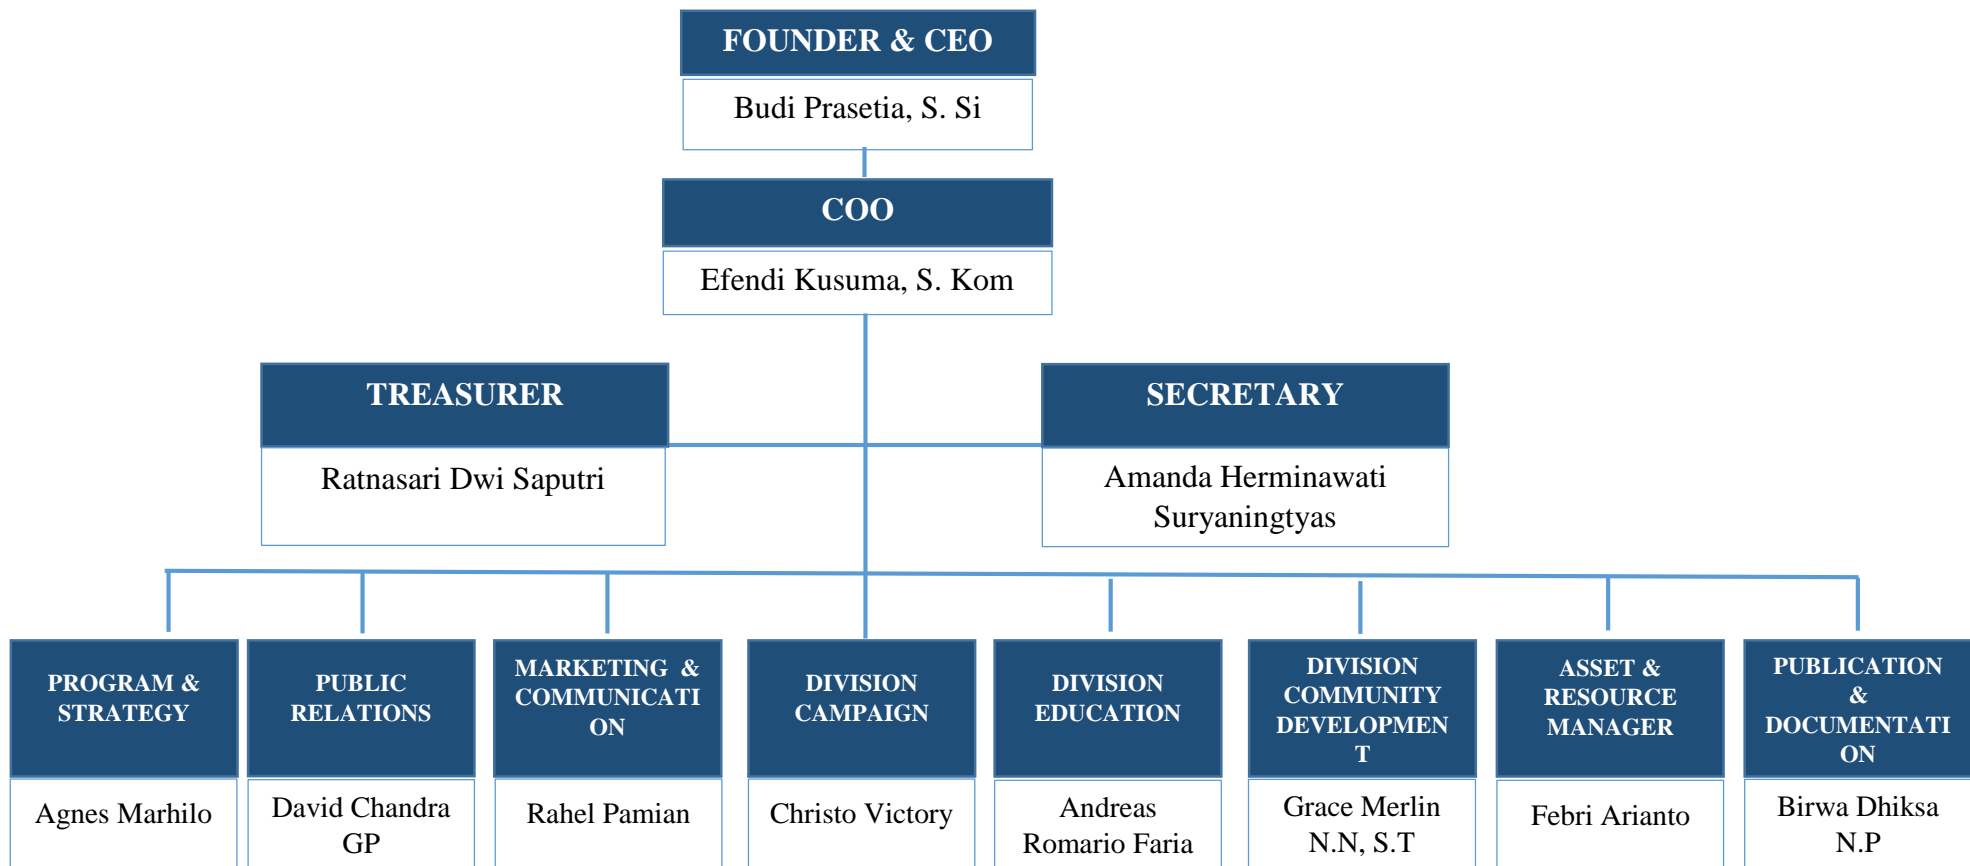 FOUNDER & CEO
Budi Prasetia, S. Si
COO
Efendi Kusuma, S. Kom
TREASURER
Ratnasari Dwi Saputri
SECRETARY
Amanda Herminawati
Suryaningtyas
PROGRAM &
STRATEGY
Agnes Marhilo
PUBLIC
RELATIONS
David Chandra
GP
MARKETING &
COMMUNICATI
ON
Rahel Pamian
DIVISION
CAMPAIGN
Christo Victory
DIVISION
EDUCATION
Andreas
Romario Faria
DIVISION
COMMUNITY
DEVELOPMEN
T
Grace Merlin
N.N, S.T
ASSET &
RESOURCE
MANAGER
Febri Arianto
PUBLICATION
&
DOCUMENTATI
ON
Birwa Dhiksa
N.P